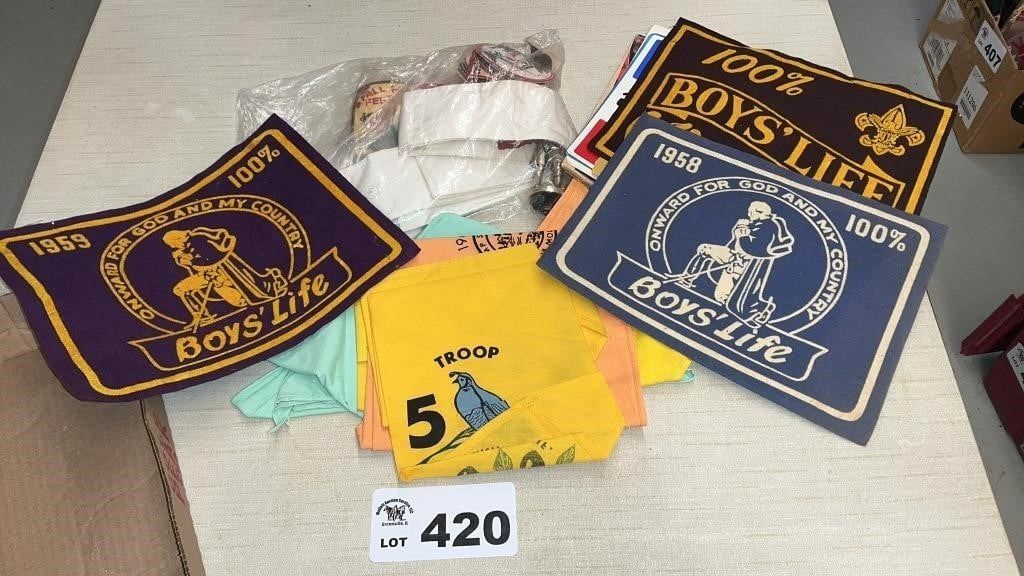 100%
BOYS' LIFE
1958
100%
ONWARD FOR GOD AND MY COUNTRY
BOYS' Life
1959
100%
ONWARD FOR GOD AND MY COUNTRY
BOYS' Life
TROOP
5
LOT 420
407